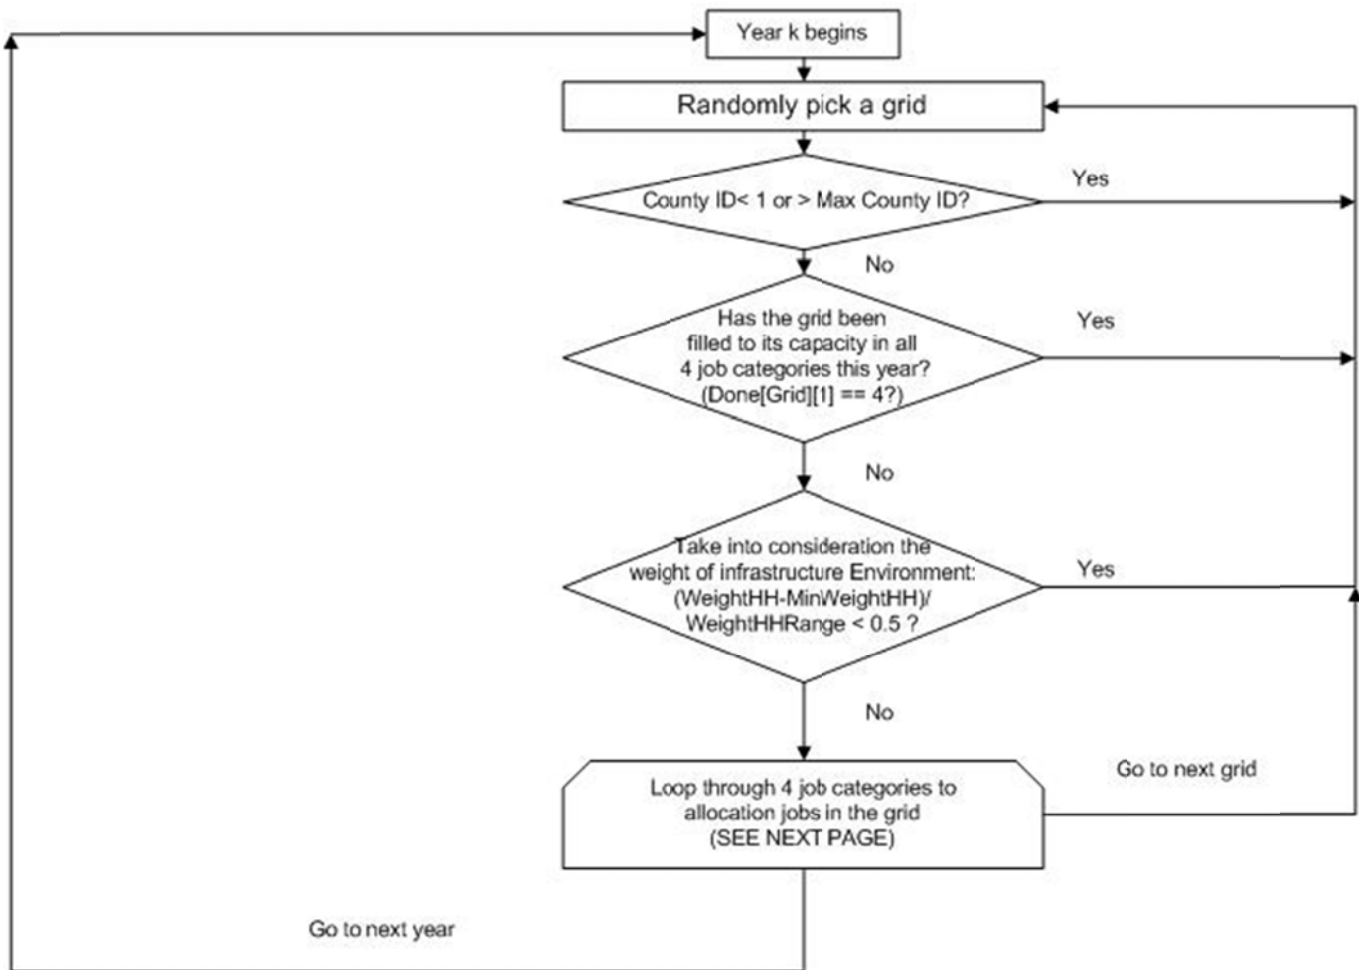 Year k begins
Randomly pick a grid
Yes
County ID< 1 or > Max County ID?
No
Has the grid been
filled to its capacity in all
4 job categories this year?
(Done[Grid][1] == 4?)
Yes
No
Take into consideration the
weight of infrastructure Environment:
(WeightHH-MinWeightHH)/
WeightHHRange < 0.5 ?
Yes
No
Loop through 4 job categories to
allocation jobs in the grid
(SEE NEXT PAGE)
Go to next grid
Go to next year